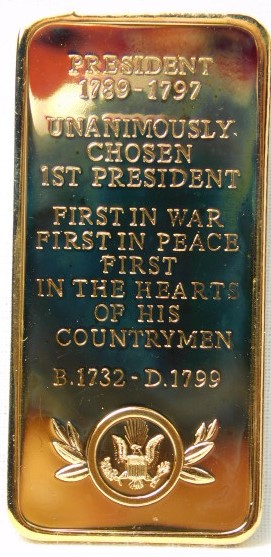 PRESIDENT
1789-1797
UNANIMOUSLY
CHOSEN
1ST PRESIDENT
FIRST IN WAR
FIRST IN PEACE
FIRST
IN THE HEARTS
OF HIS
COUNTRYMEN
B.1732 - D.1799